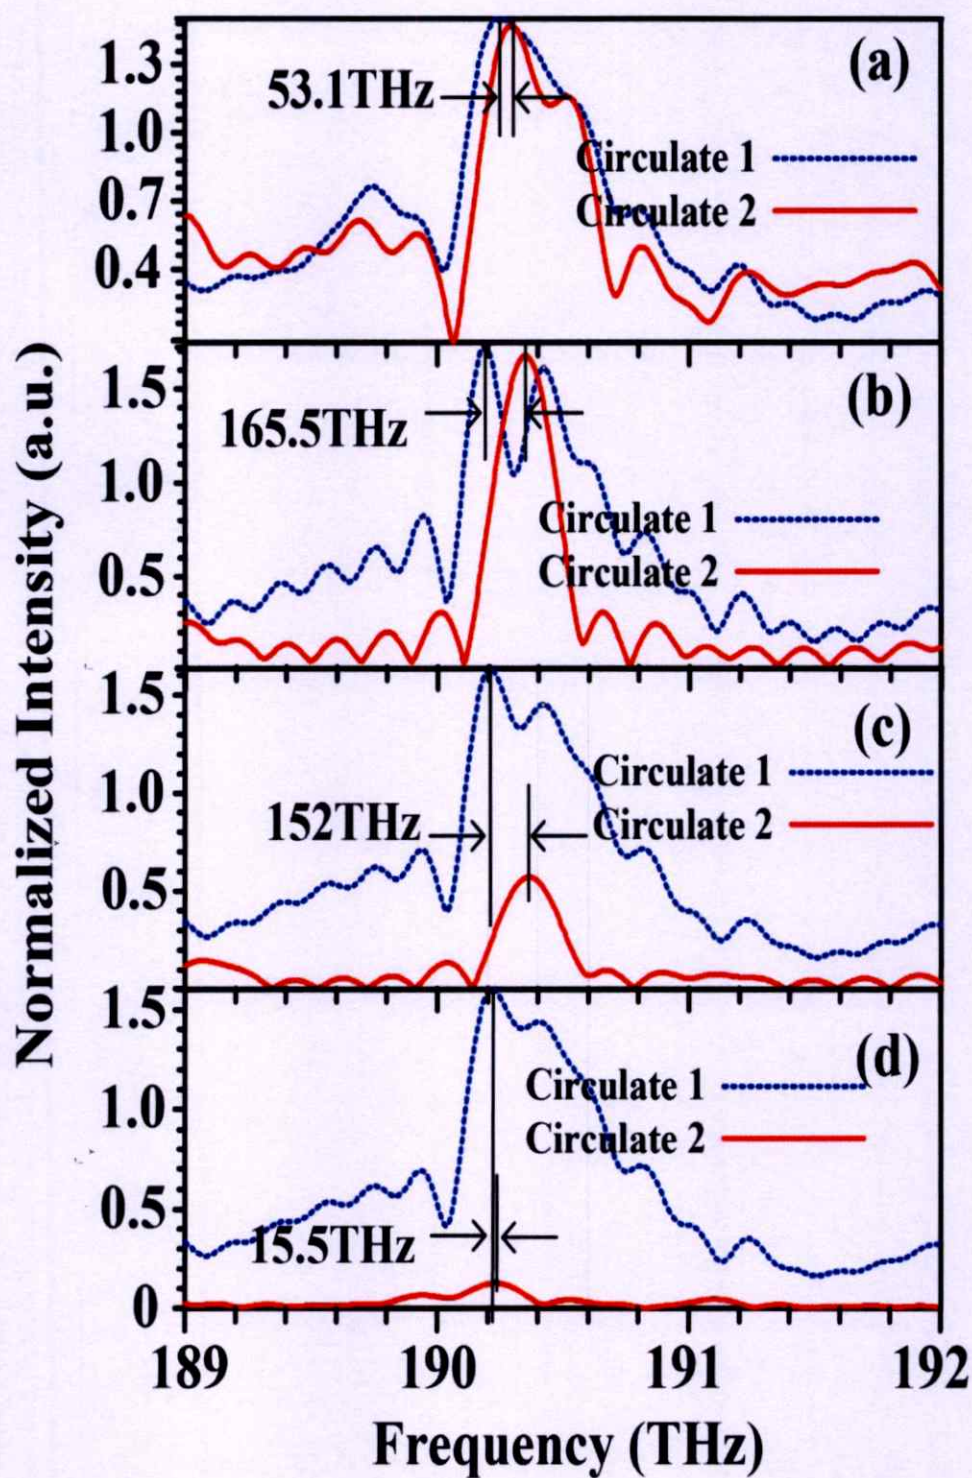 Normalized Intensity (a.u.)
(a)
1.3
53.1THz
1.0
Circulate 1
0.7
Circulate 2
0.4
(b)
1.5
165.5THz
1.0
Circulate 1
Circulate 2
0.5
(c)
1.5
Circulate 1
1.0
152THz
Circulate 2
0.5
(d)
1.5
Circulate 1
1.0
Circulate 2
0.5
15.5THz
0
189 190 191 192
Frequency (THz)